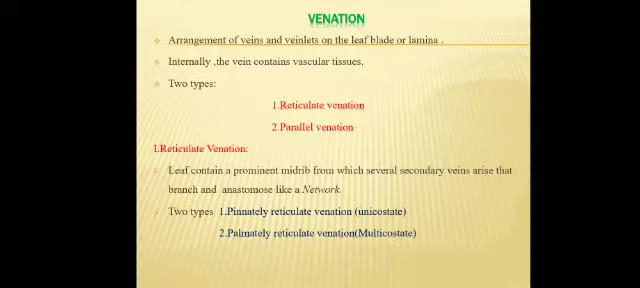 VENATION
Arrangement of veins and veinlets on the leaf blade or lamina .
Internally ,the vein contains vascular tissues.
Two types:
1.Reticulate venation
2.Parallel venation
I.Reticulate Venation:
Leaf contain a prominent midrib from which several secondary veins arise that
branch and anastomose like a Network.
Two types 1.Pinnately reticulate venation (unicostate)
2.Palmately reticulate venation(Multicostate)